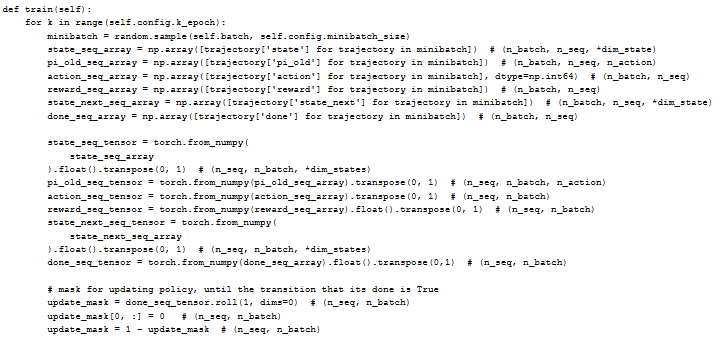 def train(self):
    for k in range(self.config.k_epoch):
        minibatch = random.sample(self.batch, self.config.minibatch_size)
        state_seq_array = np.array([trajectory['state'] for trajectory in minibatch])  # (n_batch, n_seq, *dim_state)
        pi_old_seq_array = np.array([trajectory['pi_old'] for trajectory in minibatch])  # (n_batch, n_seq, n_action)
        action_seq_array = np.array([trajectory['action'] for trajectory in minibatch], dtype=np.int64)  # (n_batch, n_seq)
        reward_seq_array = np.array([trajectory['reward'] for trajectory in minibatch])  # (n_batch, n_seq)
        state_next_seq_array = np.array([trajectory['state_next'] for trajectory in minibatch])  # (n_batch, n_seq, *dim_state)
        done_seq_array = np.array([trajectory['done'] for trajectory in minibatch])  # (n_batch, n_seq)

        state_seq_tensor = torch.from_numpy(
            state_seq_array
        ).float().transpose(0, 1)  # (n_seq, n_batch, *dim_states)
        pi_old_seq_tensor = torch.from_numpy(pi_old_seq_array).transpose(0, 1)  # (n_seq, n_batch, n_action)
        action_seq_tensor = torch.from_numpy(action_seq_array).transpose(0, 1)  # (n_seq, n_batch)
        reward_seq_tensor = torch.from_numpy(reward_seq_array).float().transpose(0, 1)  # (n_seq, n_batch)
        state_next_seq_tensor = torch.from_numpy(
            state_next_seq_array
        ).float().transpose(0, 1)  # (n_seq, n_batch, *dim_states)
        done_seq_tensor = torch.from_numpy(done_seq_array).float().transpose(0,1)  # (n_seq, n_batch)

        # mask for updating policy, until the transition that its done is True
        update_mask = done_seq_tensor.roll(1, dims=0)  # (n_seq, n_batch)
        update_mask[0, :] = 0   # (n_seq, n_batch)
        update_mask = 1 - update_mask  # (n_seq, n_batch)